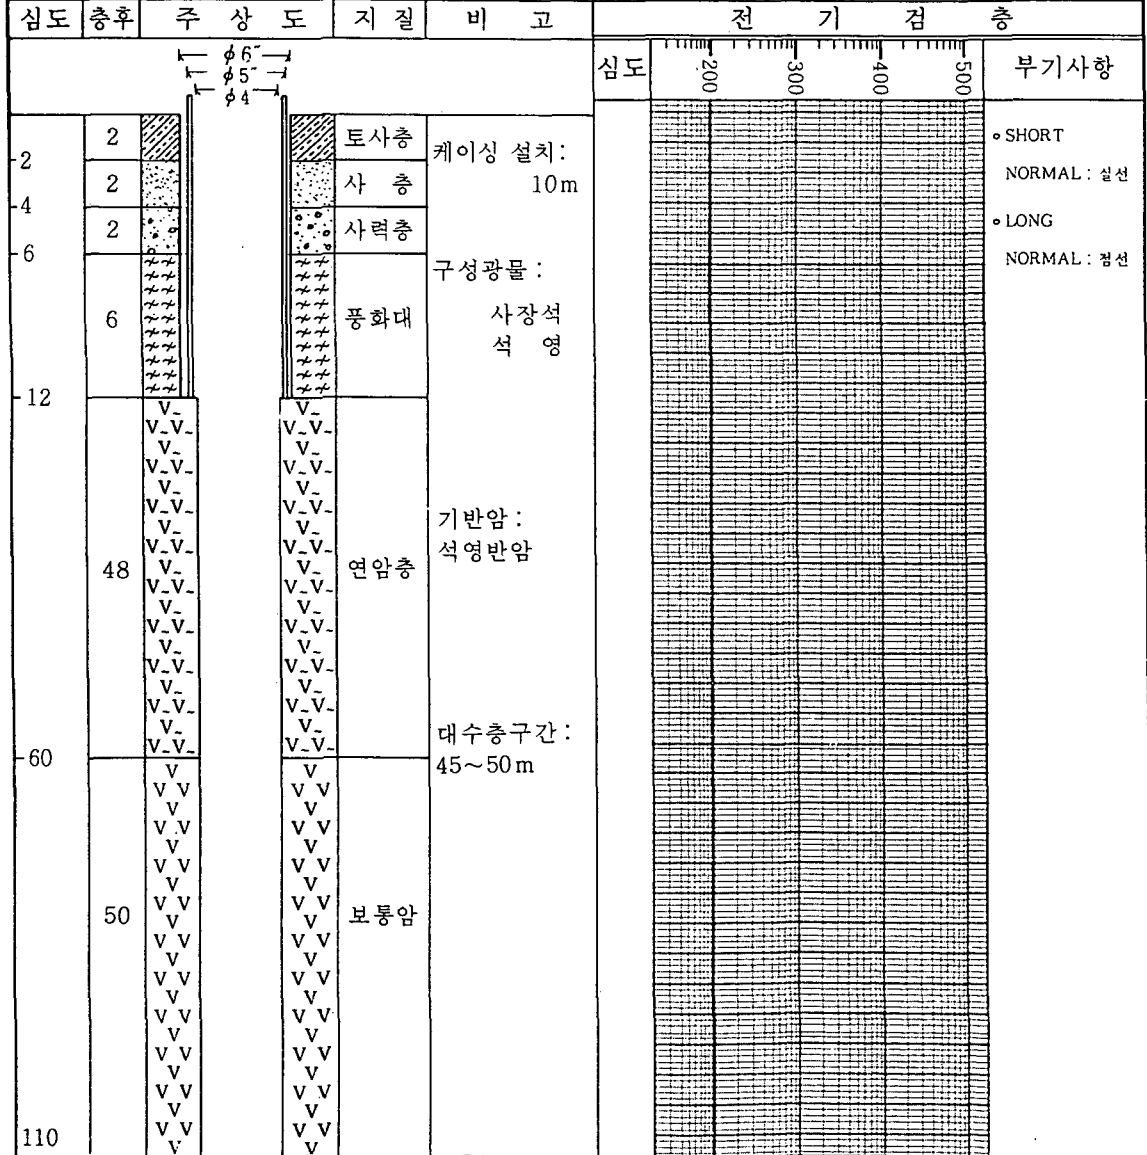 심도 층후 주 상 도 지 질 비 고 전 기 검 층
심도 200 300 400 500 부기사항
φ6″
φ5″
φ4
2 토사층
2
2 사 층
4
2 사력층
6
6 풍화대
12
48 연암층
60
50 보통암
110
케이싱 설치:
10m
구성광물:
사장석
석 영
기반암:
석영반암
대수층구간:
45~50m
SHORT
NORMAL: 실선
LONG
NORMAL: 점선